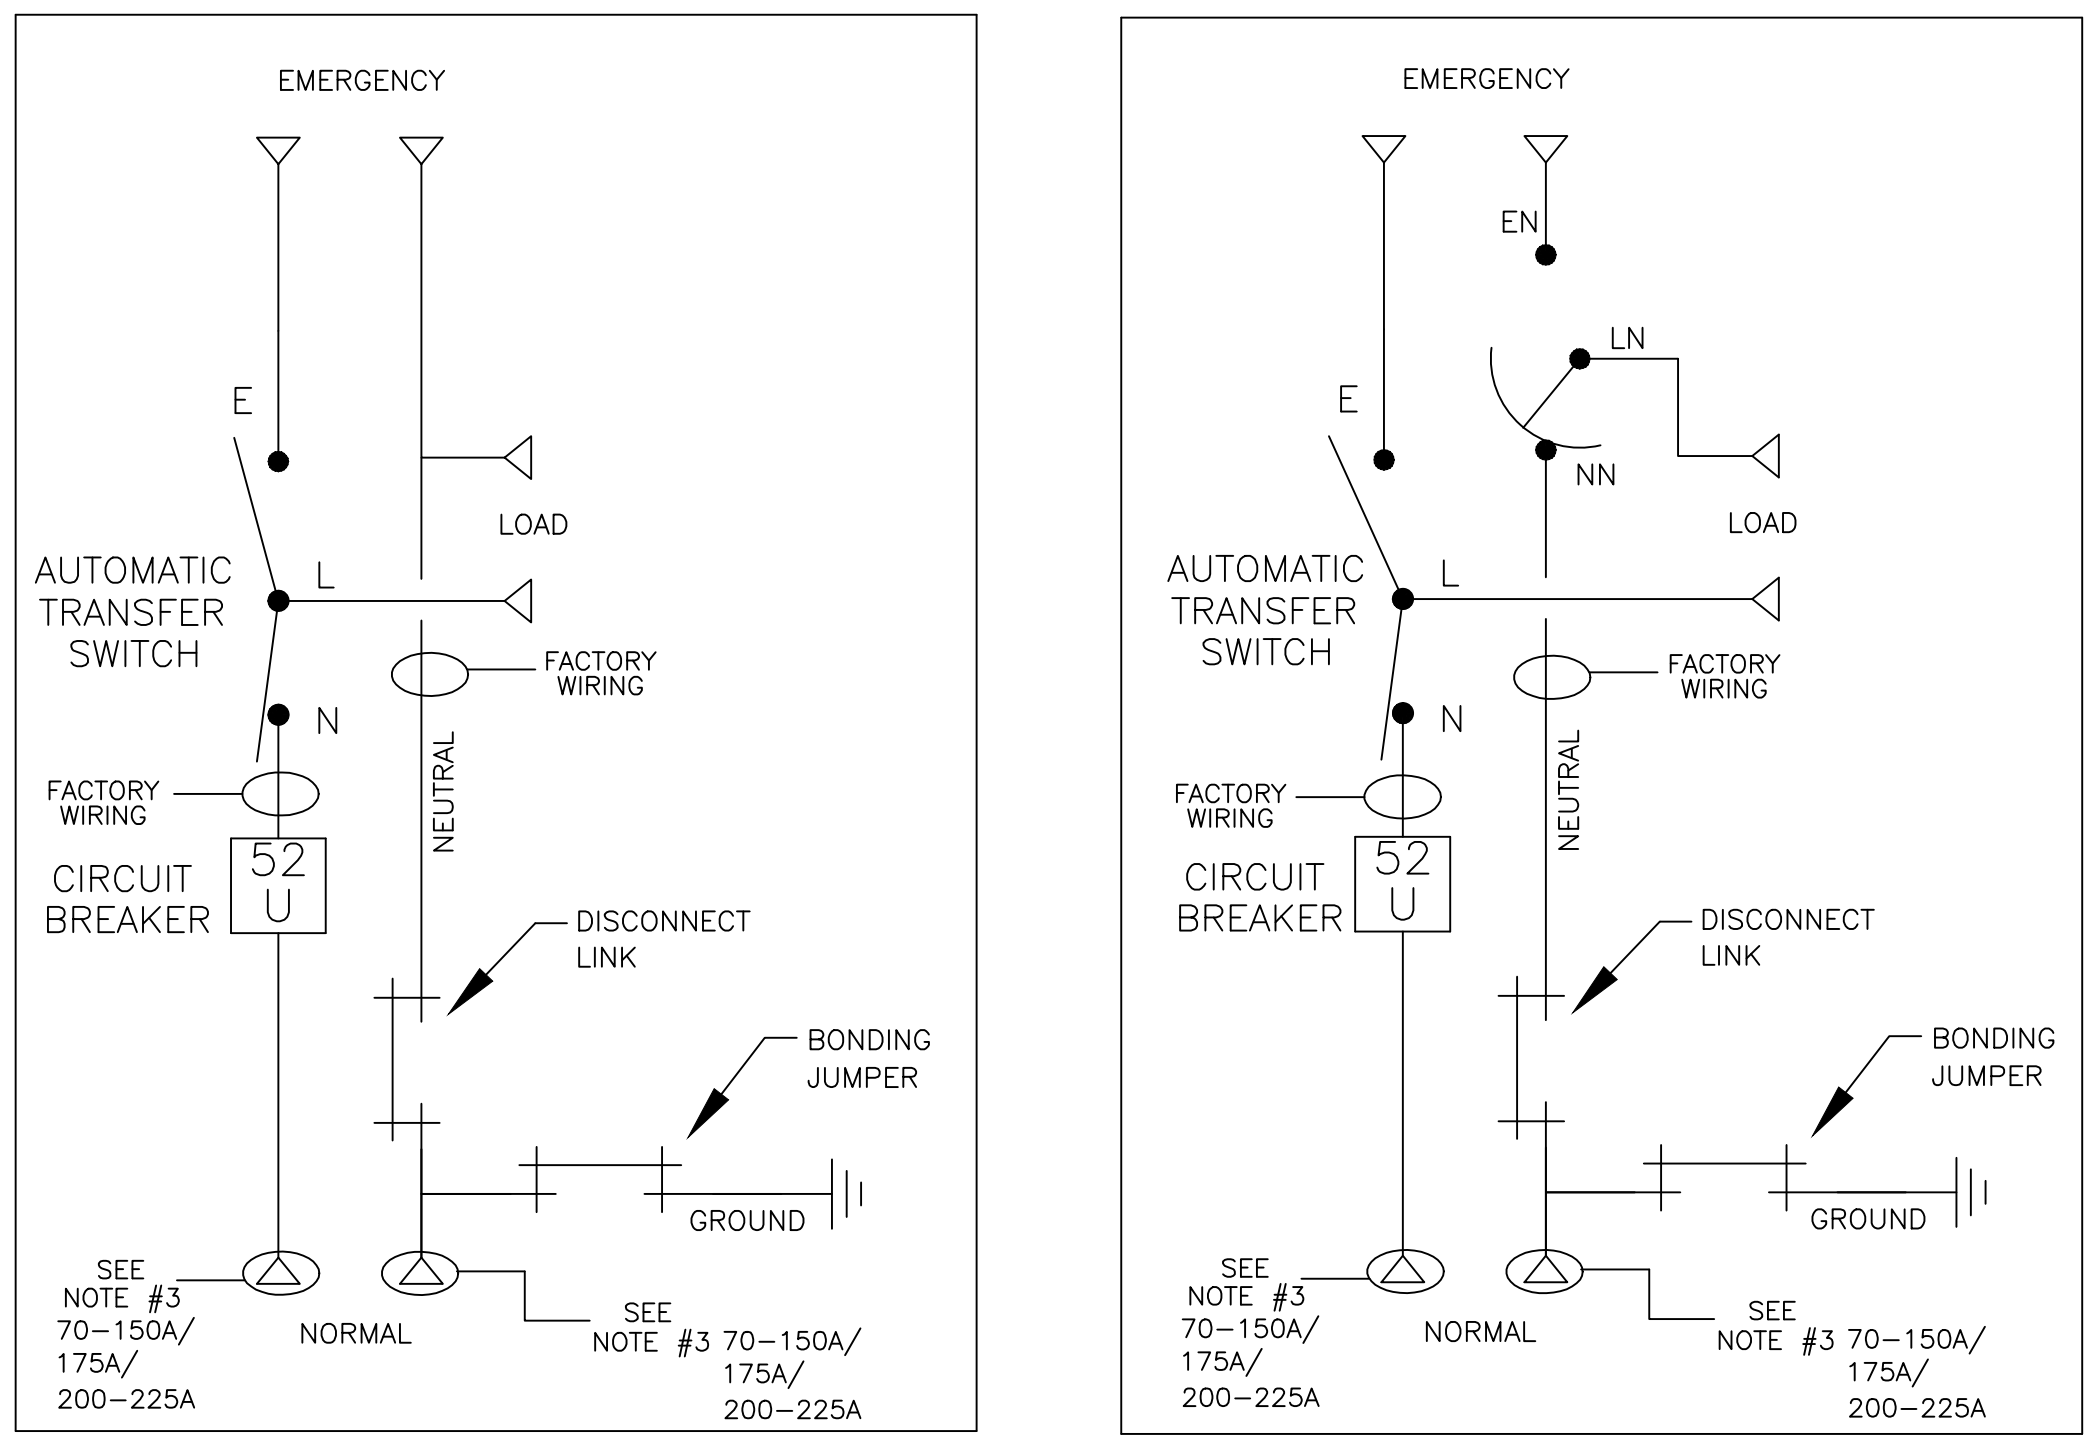 EMERGENCY
E
LOAD
AUTOMATIC
TRANSFER
SWITCH
L
FACTORY
WIRING
N
NEUTRAL
FACTORY
WIRING
52
U
CIRCUIT
BREAKER
DISCONNECT
LINK
BONDING
JUMPER
GROUND
SEE
NOTE #3
70-150A/
175A/
200-225A
NORMAL
SEE
NOTE #3 70-150A/
175A/
200-225A
EMERGENCY
EN
LN
E
NN
LOAD
AUTOMATIC
TRANSFER
SWITCH
L
FACTORY
WIRING
N
NEUTRAL
FACTORY
WIRING
52
U
CIRCUIT
BREAKER
DISCONNECT
LINK
BONDING
JUMPER
GROUND
SEE
NOTE #3
70-150A/
175A/
200-225A
NORMAL
SEE
NOTE #3 70-150A/
175A/
200-225A